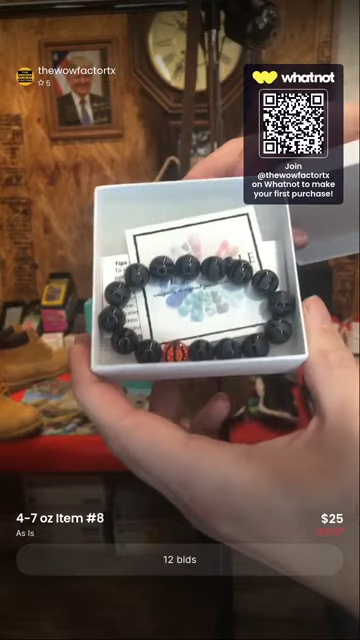 thewowfactortx
☆5
whatnot
Join
@thewowfactortx
on Whatnot to make
your first purchase!
Tips
4-7 oz Item #8
$25
As Is
12 bids